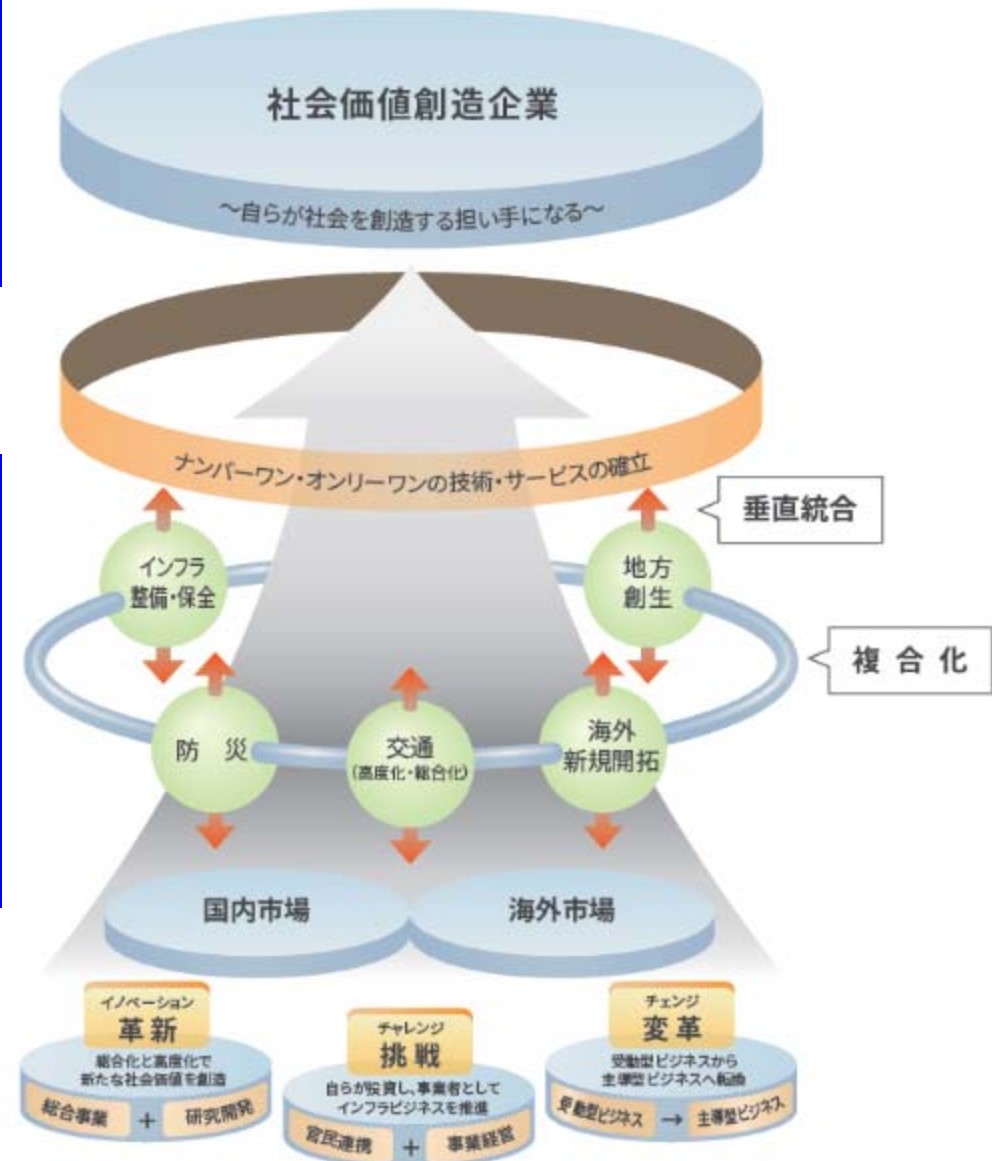 社会価値創造企業
～自らが社会を創造する担い手になる～
ナンバーワン・オンリーワンの技術・サービスの確立
垂直統合
インフラ
整備・保全
地方
創生
複合化
防災
交通
(高度化・総合化)
海外
新規開拓
国内市場
海外市場
イノベーション
革新
総合化と高度化で
新たな社会価値を創造
総合事業 + 研究開発
チャレンジ
挑戦
自らが投資し、事業者として
インフラビジネスを推進
官民連携 + 事業経営
チェンジ
変革
受動型ビジネスから
主導型ビジネスへ転換
受動型ビジネス → 主導型ビジネス